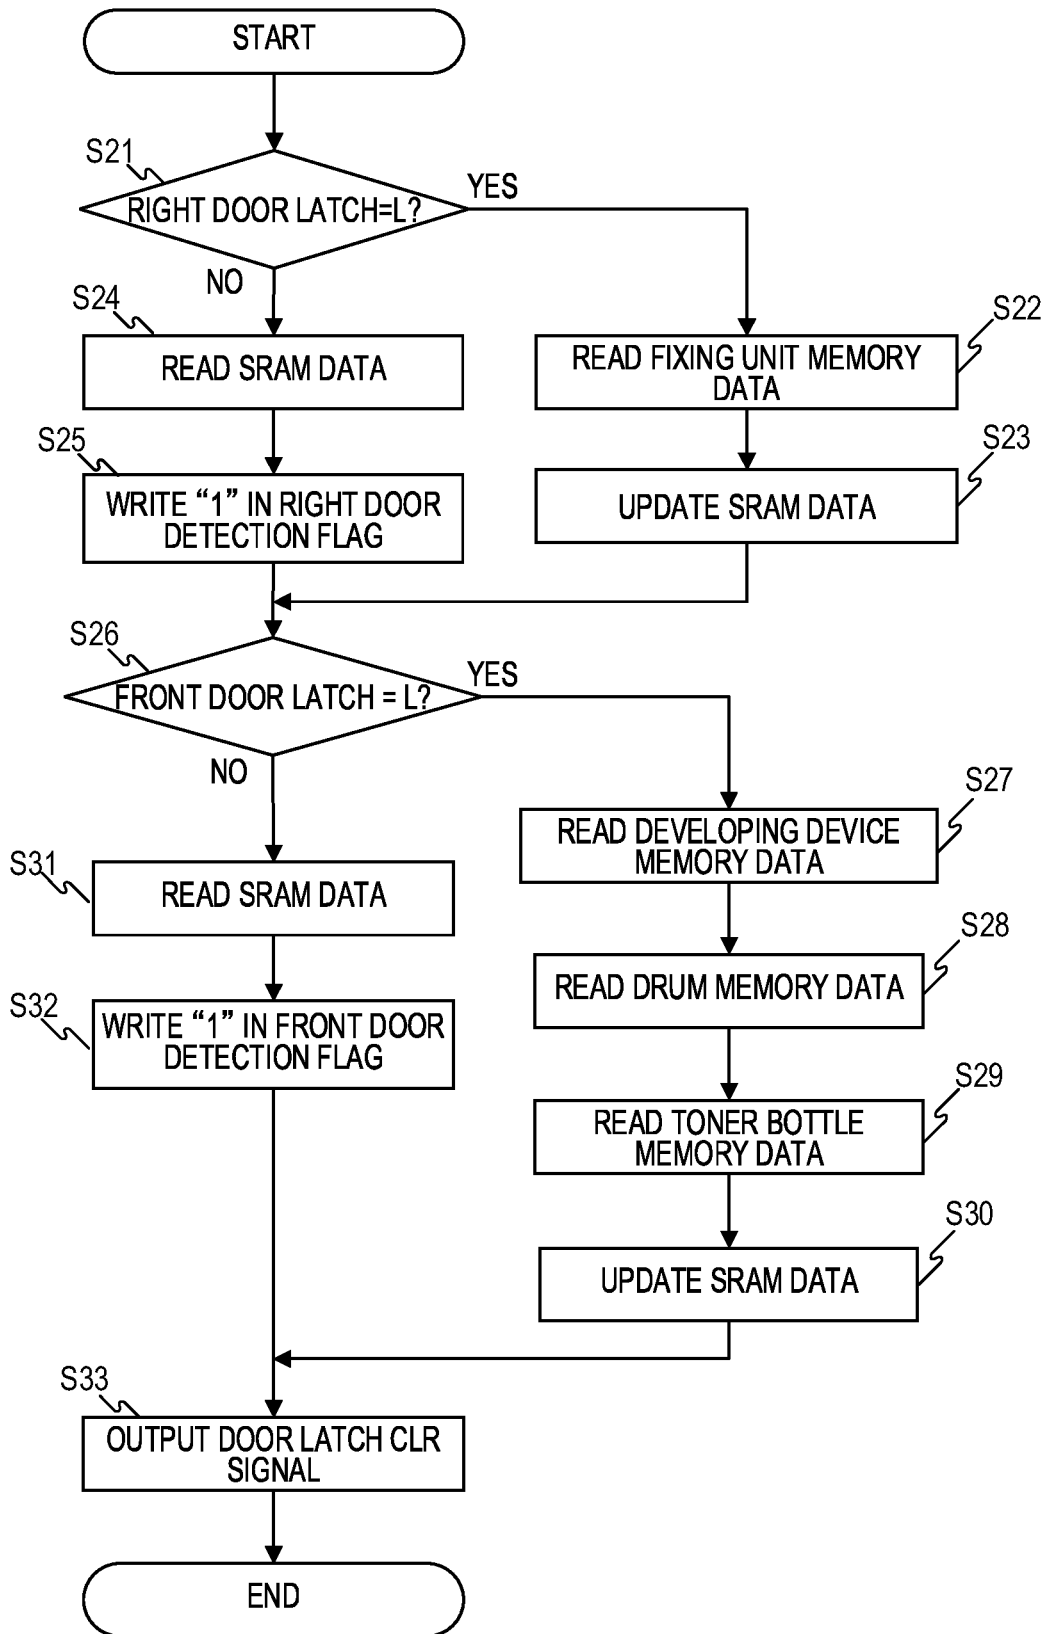 START
S21
RIGHT DOOR LATCH=L?
YES
NO
S24
READ SRAM DATA
S22
READ FIXING UNIT MEMORY
DATA
S25
WRITE “1” IN RIGHT DOOR
DETECTION FLAG
S23
UPDATE SRAM DATA
S26
FRONT DOOR LATCH = L?
YES
NO
S27
READ DEVELOPING DEVICE
MEMORY DATA
S31
READ SRAM DATA
S28
READ DRUM MEMORY DATA
S32
WRITE “1” IN FRONT DOOR
DETECTION FLAG
S29
READ TONER BOTTLE
MEMORY DATA
S30
UPDATE SRAM DATA
S33
OUTPUT DOOR LATCH CLR
SIGNAL
END